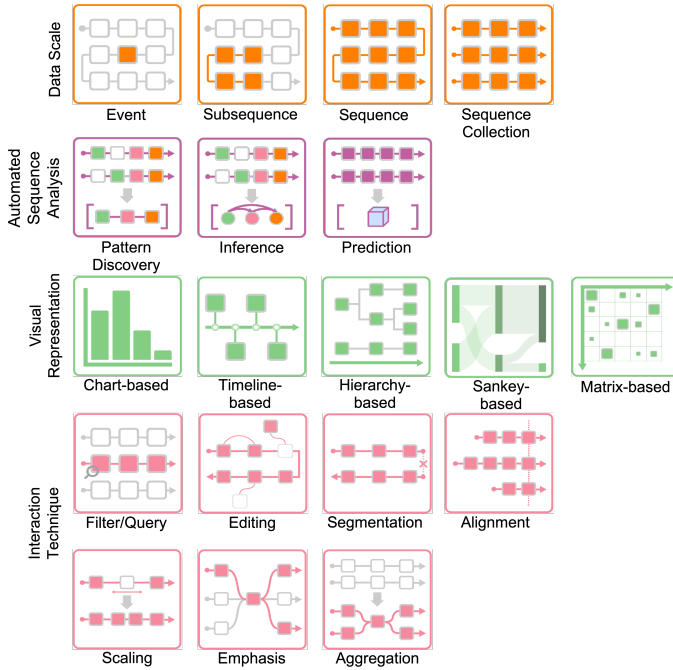 Data Scale
Event
Subsequence
Sequence
Sequence
Collection
Automated
Sequence
Analysis
Pattern
Discovery
Inference
Prediction
Visual
Representation
Chart-based
Timeline-
based
Hierarchy-
based
Sankey-
based
Matrix-based
Interaction
Technique
Filter/Query
Editing
Segmentation
Alignment
Scaling
Emphasis
Aggregation